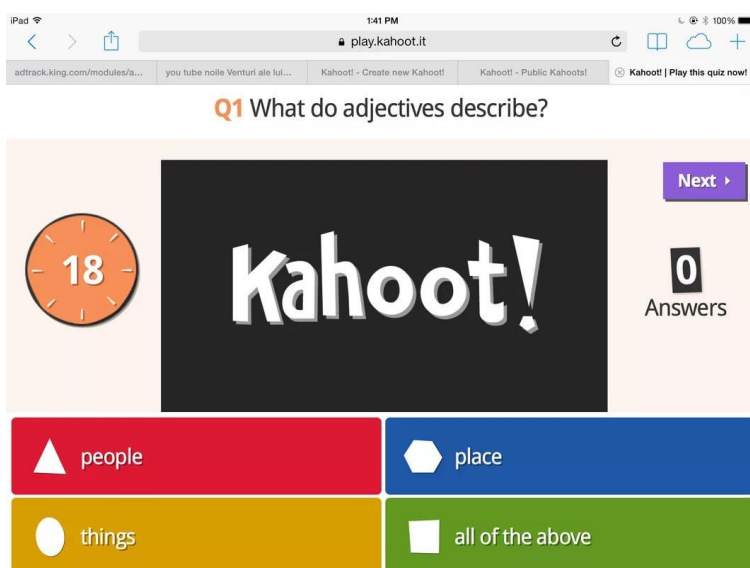 iPad 1:41 PM 100%
play.kahoot.it
adtrack.king.com/modules/a... you tube noile Venturi ale lui... Kahoot! - Create new Kahoot! Kahoot! - Public Kahoots! Kahoot! | Play this quiz now!
Q1 What do adjectives describe?
Next
18
Kahoot!
0
Answers
people
place
things
all of the above